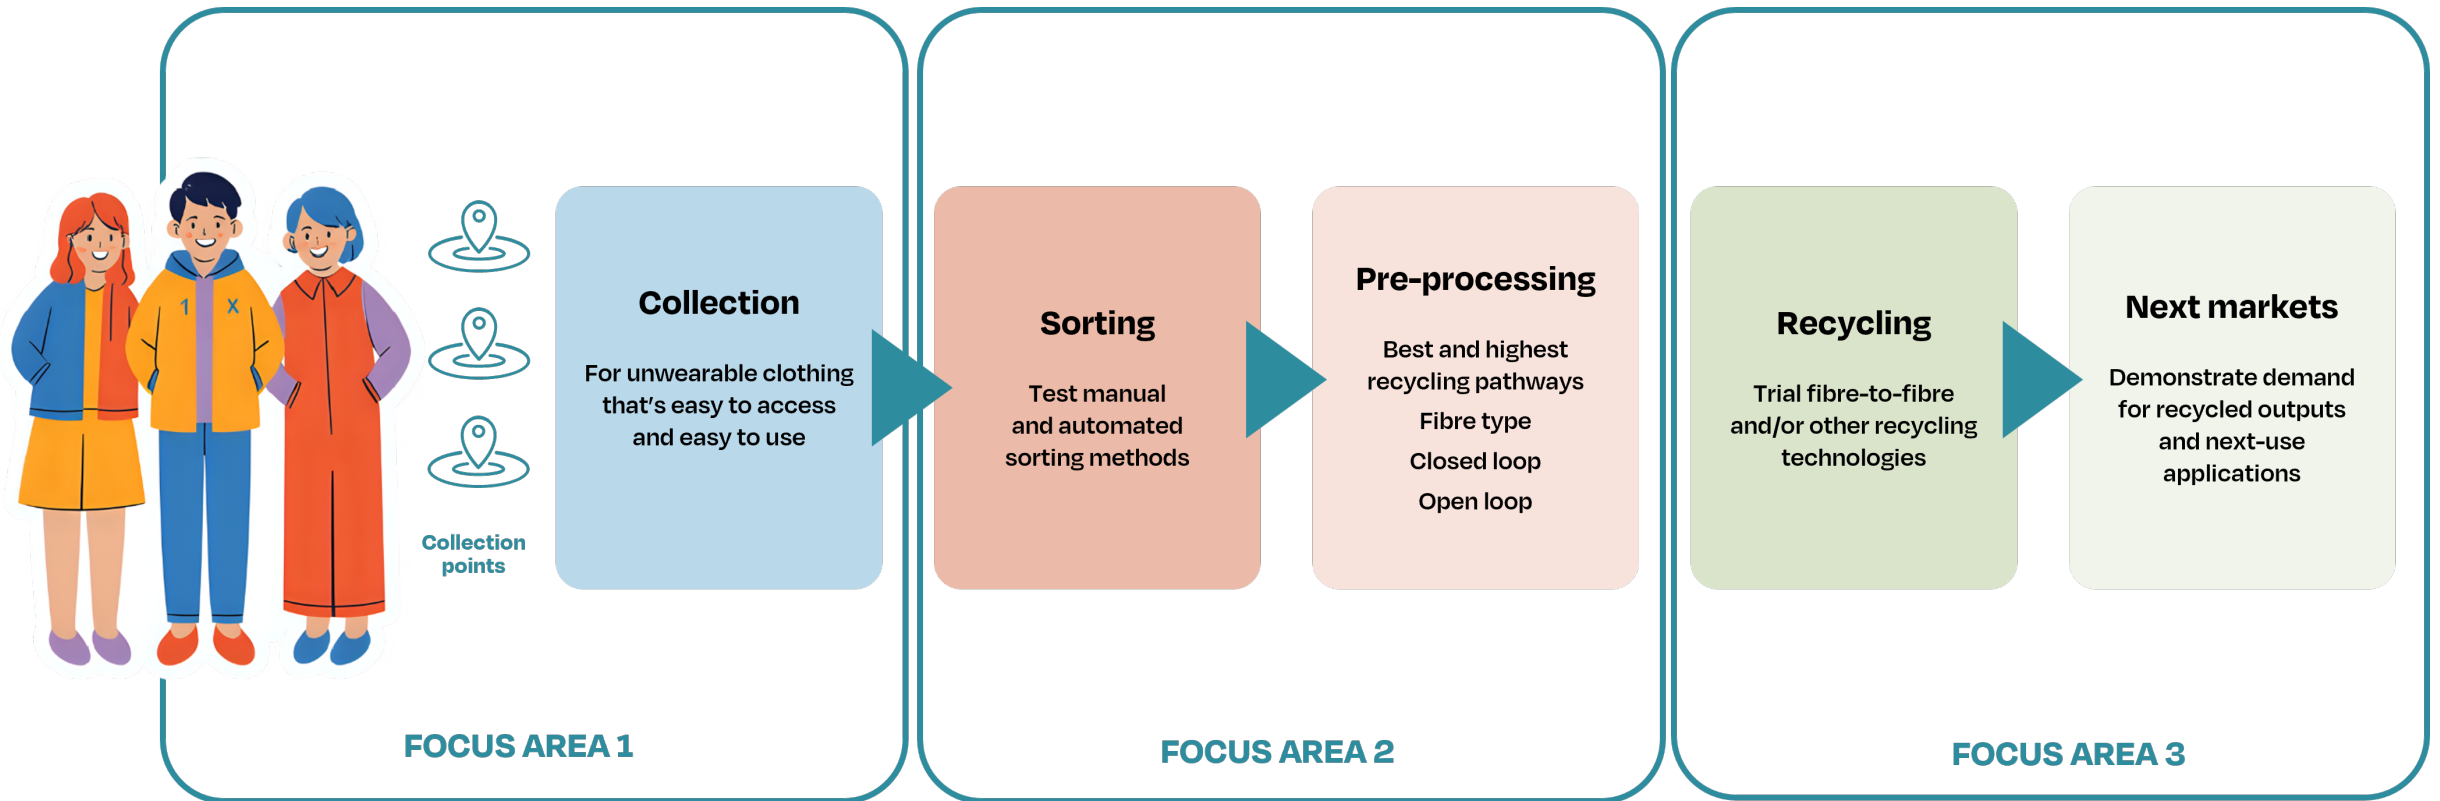 1 X
Collection
points
Collection
For unwearable clothing
that's easy to access
and easy to use
FOCUS AREA 1
Sorting
Test manual
and automated
sorting methods
Pre-processing
Best and highest
recycling pathways
Fibre type
Closed loop
Open loop
FOCUS AREA 2
Recycling
Trial fibre-to-fibre
and/or other recycling
technologies
Next markets
Demonstrate demand
for recycled outputs
and next-use
applications
FOCUS AREA 3